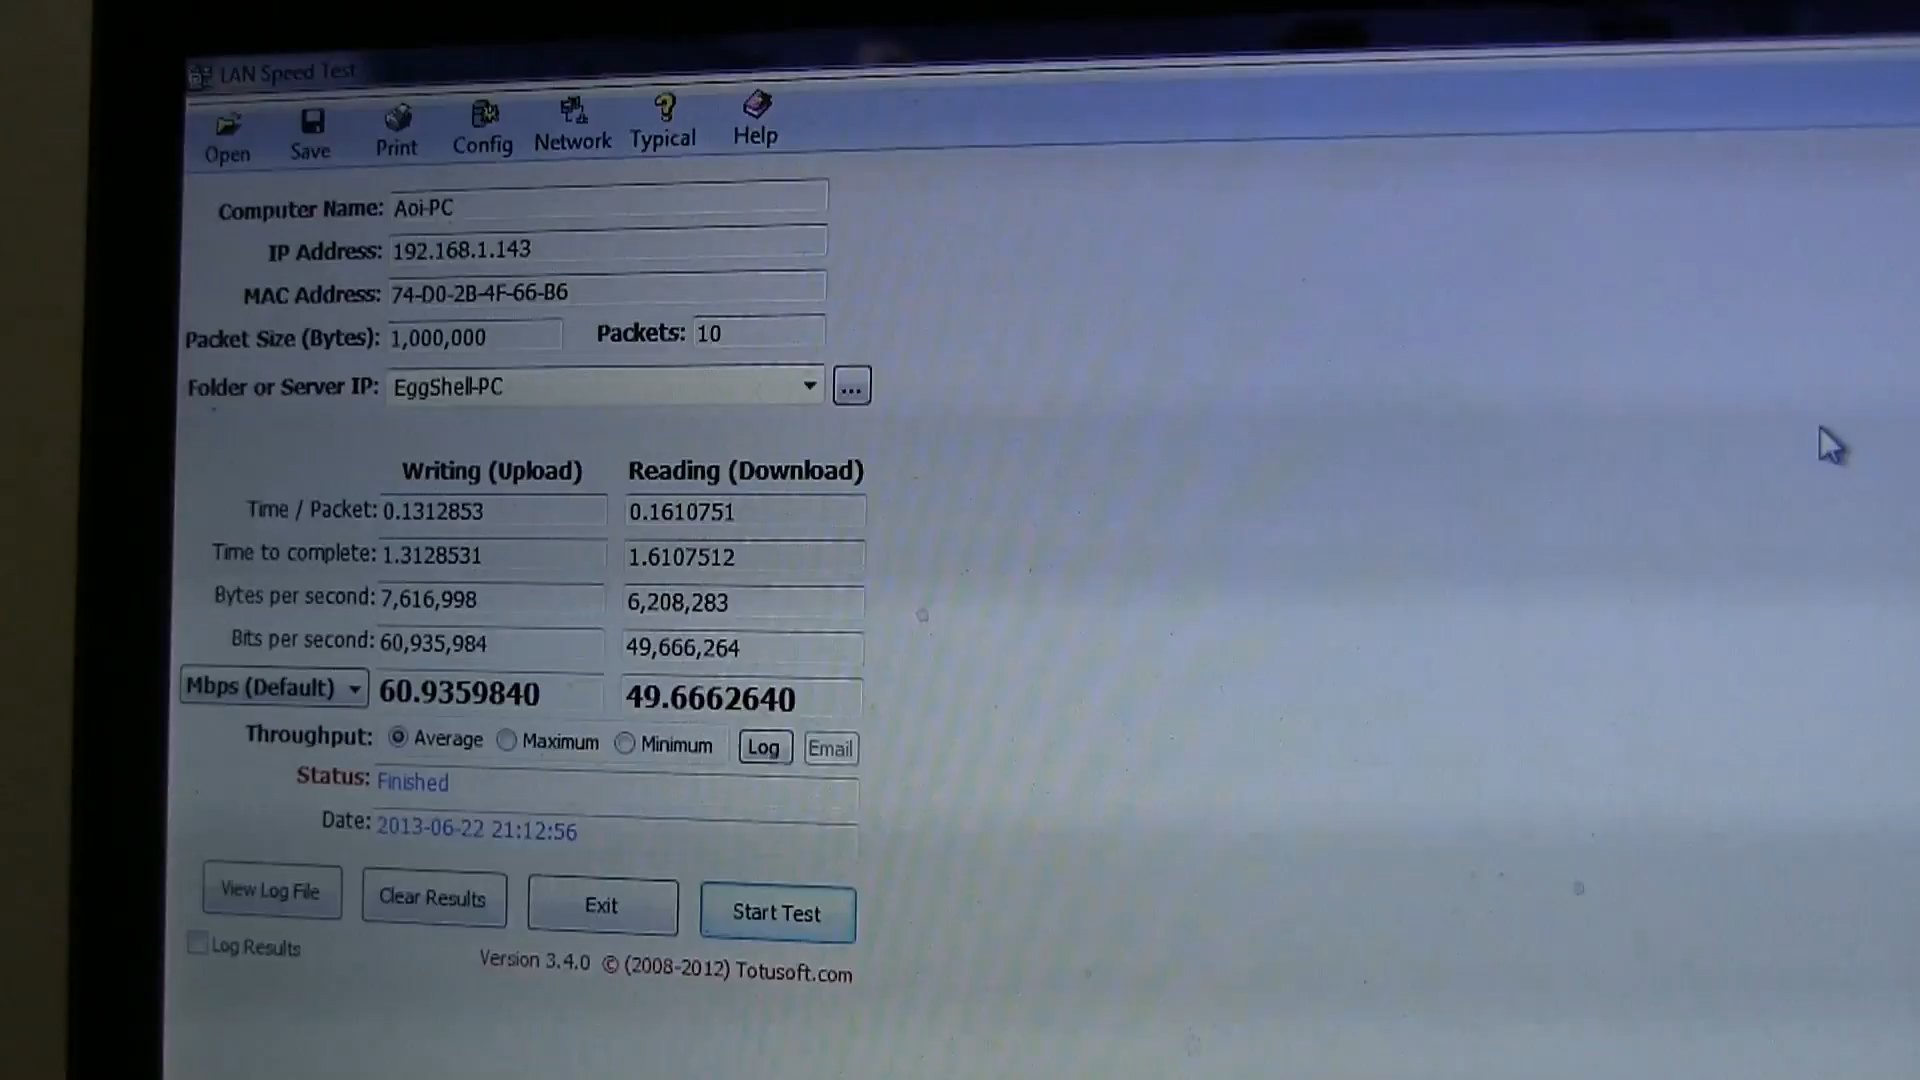 LAN Speed Test
Open Save Print Config Network Typical Help
Computer Name: Aoi-PC
IP Address: 192.168.1.143
MAC Address: 74-D0-2B-4F-66-B6
Packet Size (Bytes): 1,000,000 Packets: 10
Folder or Server IP: EggShell-PC ...
Writing (Upload) Reading (Download)
Time / Packet: 0.1312853 0.1610751
Time to complete: 1.3128531 1.6107512
Bytes per second: 7,616,998 6,208,283
Bits per second: 60,935,984 49,666,264
Mbps (Default) 60.9359840 49.6662640
Throughput: Average Maximum Minimum Log Email
Status: Finished
Date: 2013-06-22 21:12:56
View Log File Clear Results Exit Start Test
Log Results
Version 3.4.0 © (2008-2012) Totusoft.com